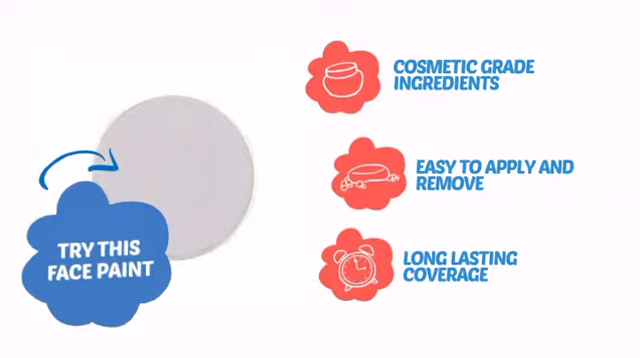 COSMETIC GRADE
INGREDIENTS
EASY TO APPLY AND
REMOVE
TRY THIS
FACE PAINT
LONG LASTING
COVERAGE